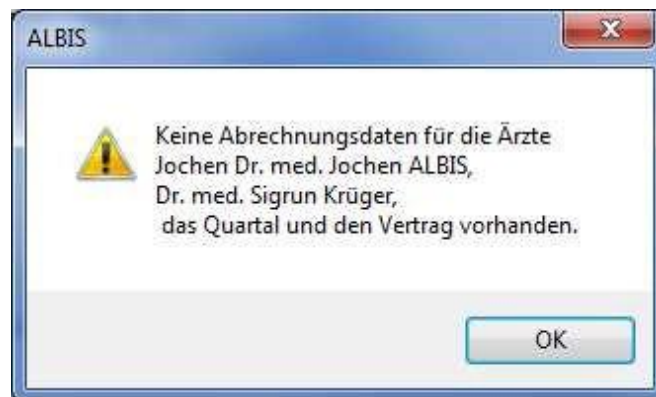 ALBIS
Keine Abrechnungsdaten für die Ärzte
Jochen Dr. med. Jochen ALBIS,
Dr. med. Sigrun Krüger,
das Quartal und den Vertrag vorhanden.
OK